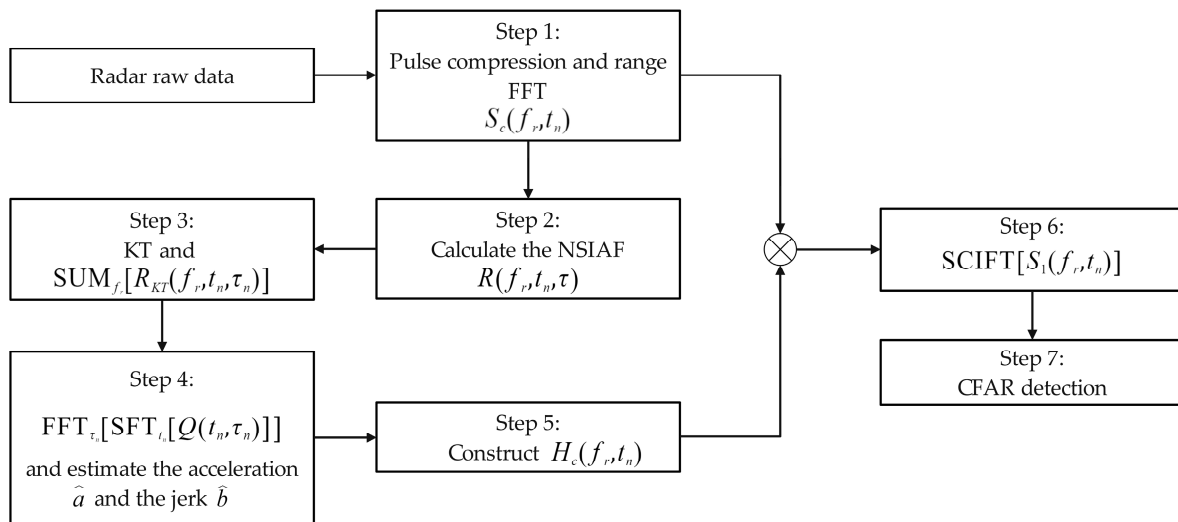 Radar raw data
Step 1:
Pulse compression and range
FFT
S_c(f_r,t_n)
Step 2:
Calculate the NSIAF
R(f_r,t_n,τ)
Step 3:
KT and
SUM_{f_r}[R_{KT}(f_r,t_n,τ_n)]
Step 4:
FFT_{τ_n}[SFT_{t_n}[Q(t_n,τ_n)]]
and estimate the acceleration
â and the jerk b̂
Step 5:
Construct H_c(f_r,t_n)
Step 6:
SCIFT[S_1(f_r,t_n)]
Step 7:
CFAR detection